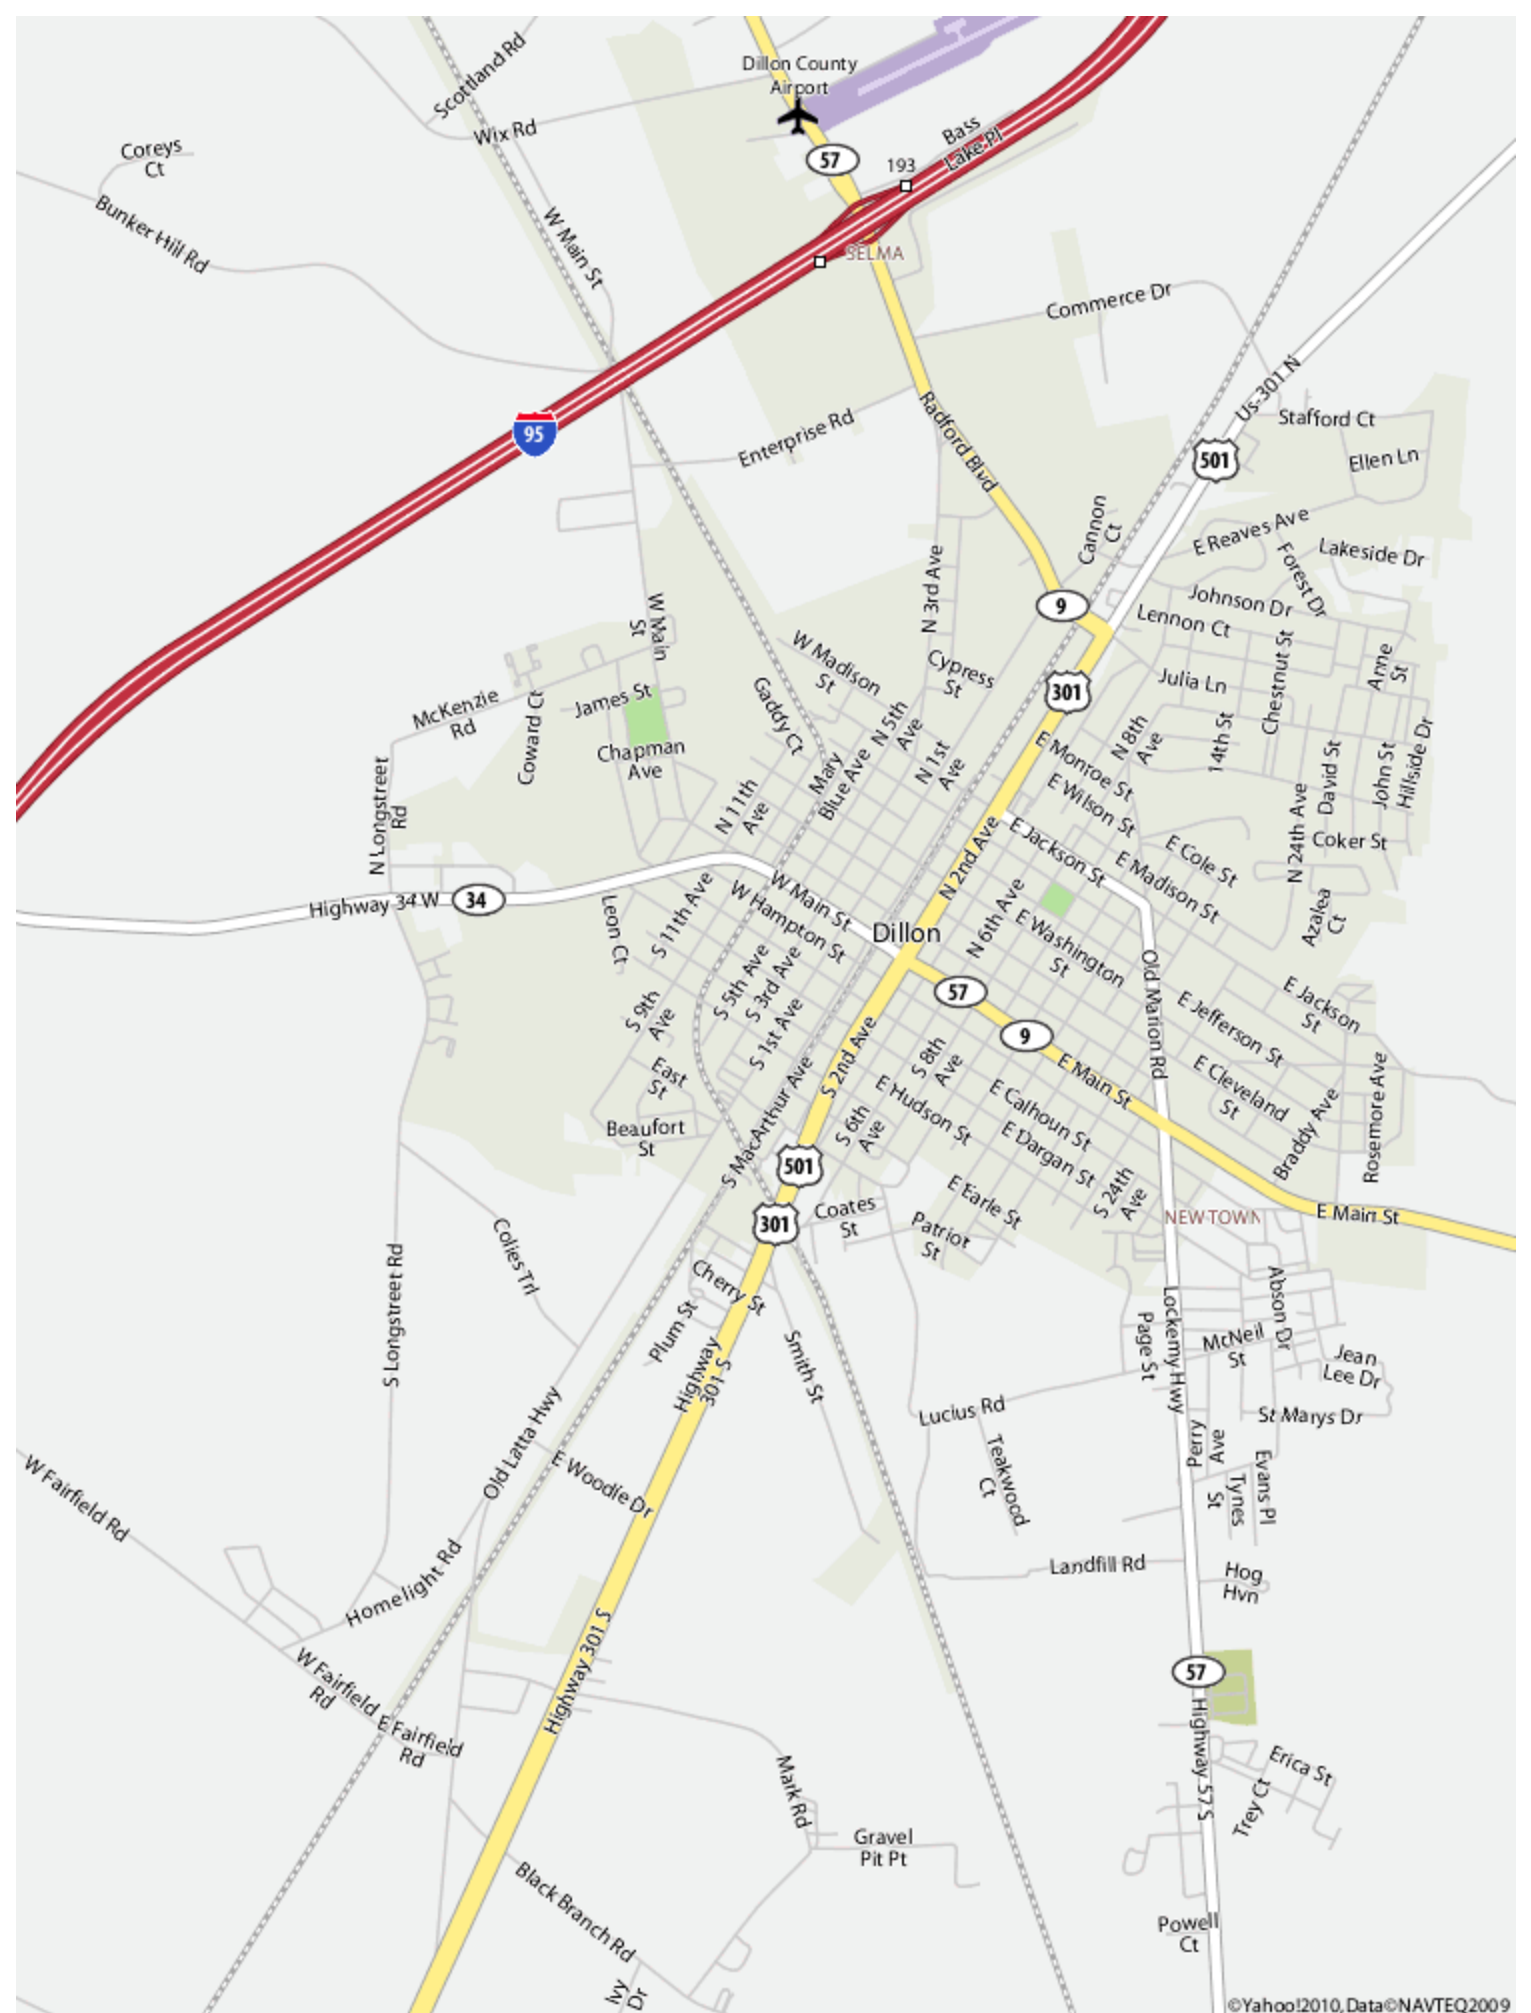 Scotland Rd
Dillon County
Airport
Wix Rd
Bass
Lake Pl
Coreys
Ct
57
193
Bunker Hill Rd
W Main St
SELMA
Commerce Dr
Us-301 N
95
Radford Blvd
Enterprise Rd
Stafford Ct
501
Ellen Ln
Cannon
Ct
E Reaves Ave
Lakeside Dr
Forest Dr
N 3rd Ave
9
Johnson Dr
Lennon Ct
W Main
St
W Madison
St
Cypress
St
Chestnut St
Anne
St
Julia Ln
301
McKenzie
Rd
Coward Ct
James St
Gaddy Ct
N 5th
Ave
N 8th
Ave
14th St
Hillside Dr
Chapman
Ave
Mary
Blue Ave
N 1st
Ave
E Monroe St
David St
John St
N Longstreet
Rd
N 11th
Ave
E Wilson St
N 24th Ave
Coker St
E Jackson St
E Cole St
E Madison St
N 2nd Ave
Highway 34 W
34
W Main St
W Hampton St
S 11th Ave
Leon Ct
Dillon
N 6th Ave
E Washington
St
Azalea
Ct
S 5th Ave
S 3rd Ave
57
Old Marion Rd
E Jackson
St
S 9th
Ave
S 1st Ave
9
E Jefferson St
S 2nd Ave
S 8th
Ave
E Main St
E Cleveland
St
East
St
S MacArthur Ave
E Hudson St
E Calhoun St
Braddy Ave
Rosemore Ave
Beaufort
St
S 6th
Ave
E Dargan St
501
S 24th
Ave
E Earle St
Coates
St
301
Patriot
St
NEW TOWN
E Main St
Colies Trl
S Longstreet Rd
Cherry St
Plum St
Highway
301 S
Smith St
Lockemy Hwy
Abson Dr
Page St
McNeil
St
Jean
Lee Dr
Lucius Rd
St Marys Dr
Old Latta Hwy
E Woodle Dr
Teakwood
Ct
Perry
Ave
Evans Pl
Tynes
St
W Fairfield Rd
Homelight Rd
Landfill Rd
Hog
Hvn
Highway 301 S
57
W Fairfield
Rd
E Fairfield
Rd
Highway 57 S
Mark Rd
Erica St
Trey Ct
Gravel
Pit Pt
Black Branch Rd
Powell
Ct
Ivy
Dr
©Yahoo!2010, Data©NAVTEQ2009